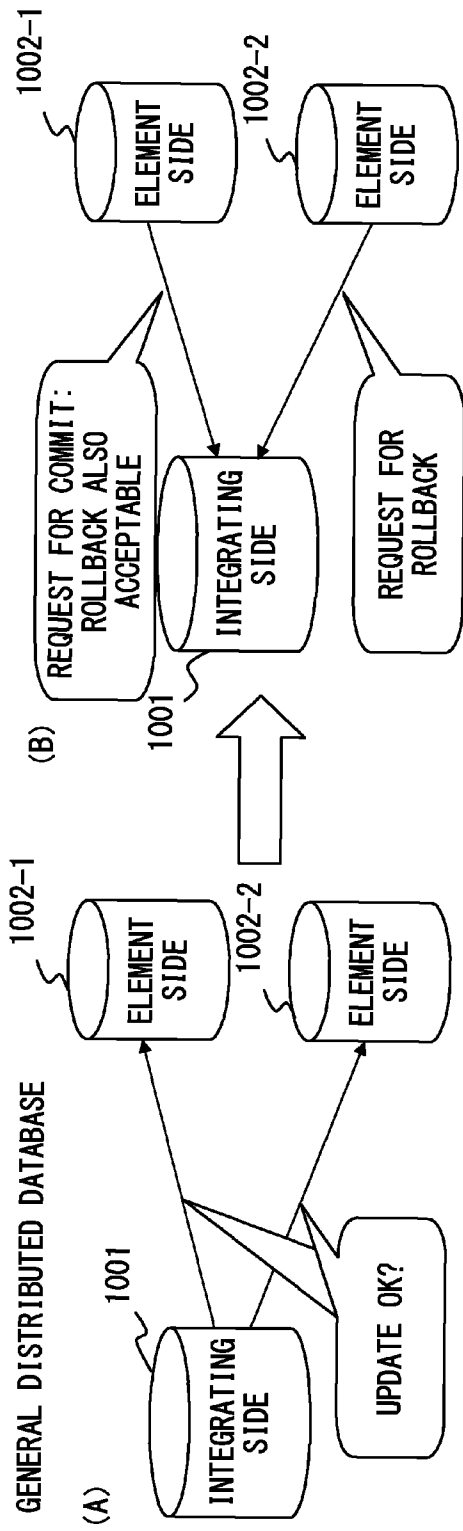 GENERAL DISTRIBUTED DATABASE
(A)
1001
INTEGRATING
SIDE
UPDATE OK?
1002-1
ELEMENT
SIDE
1002-2
ELEMENT
SIDE
(B)
REQUEST FOR COMMIT:
ROLLBACK ALSO
ACCEPTABLE
1001
INTEGRATING
SIDE
REQUEST FOR
ROLLBACK
1002-1
ELEMENT
SIDE
1002-2
ELEMENT
SIDE